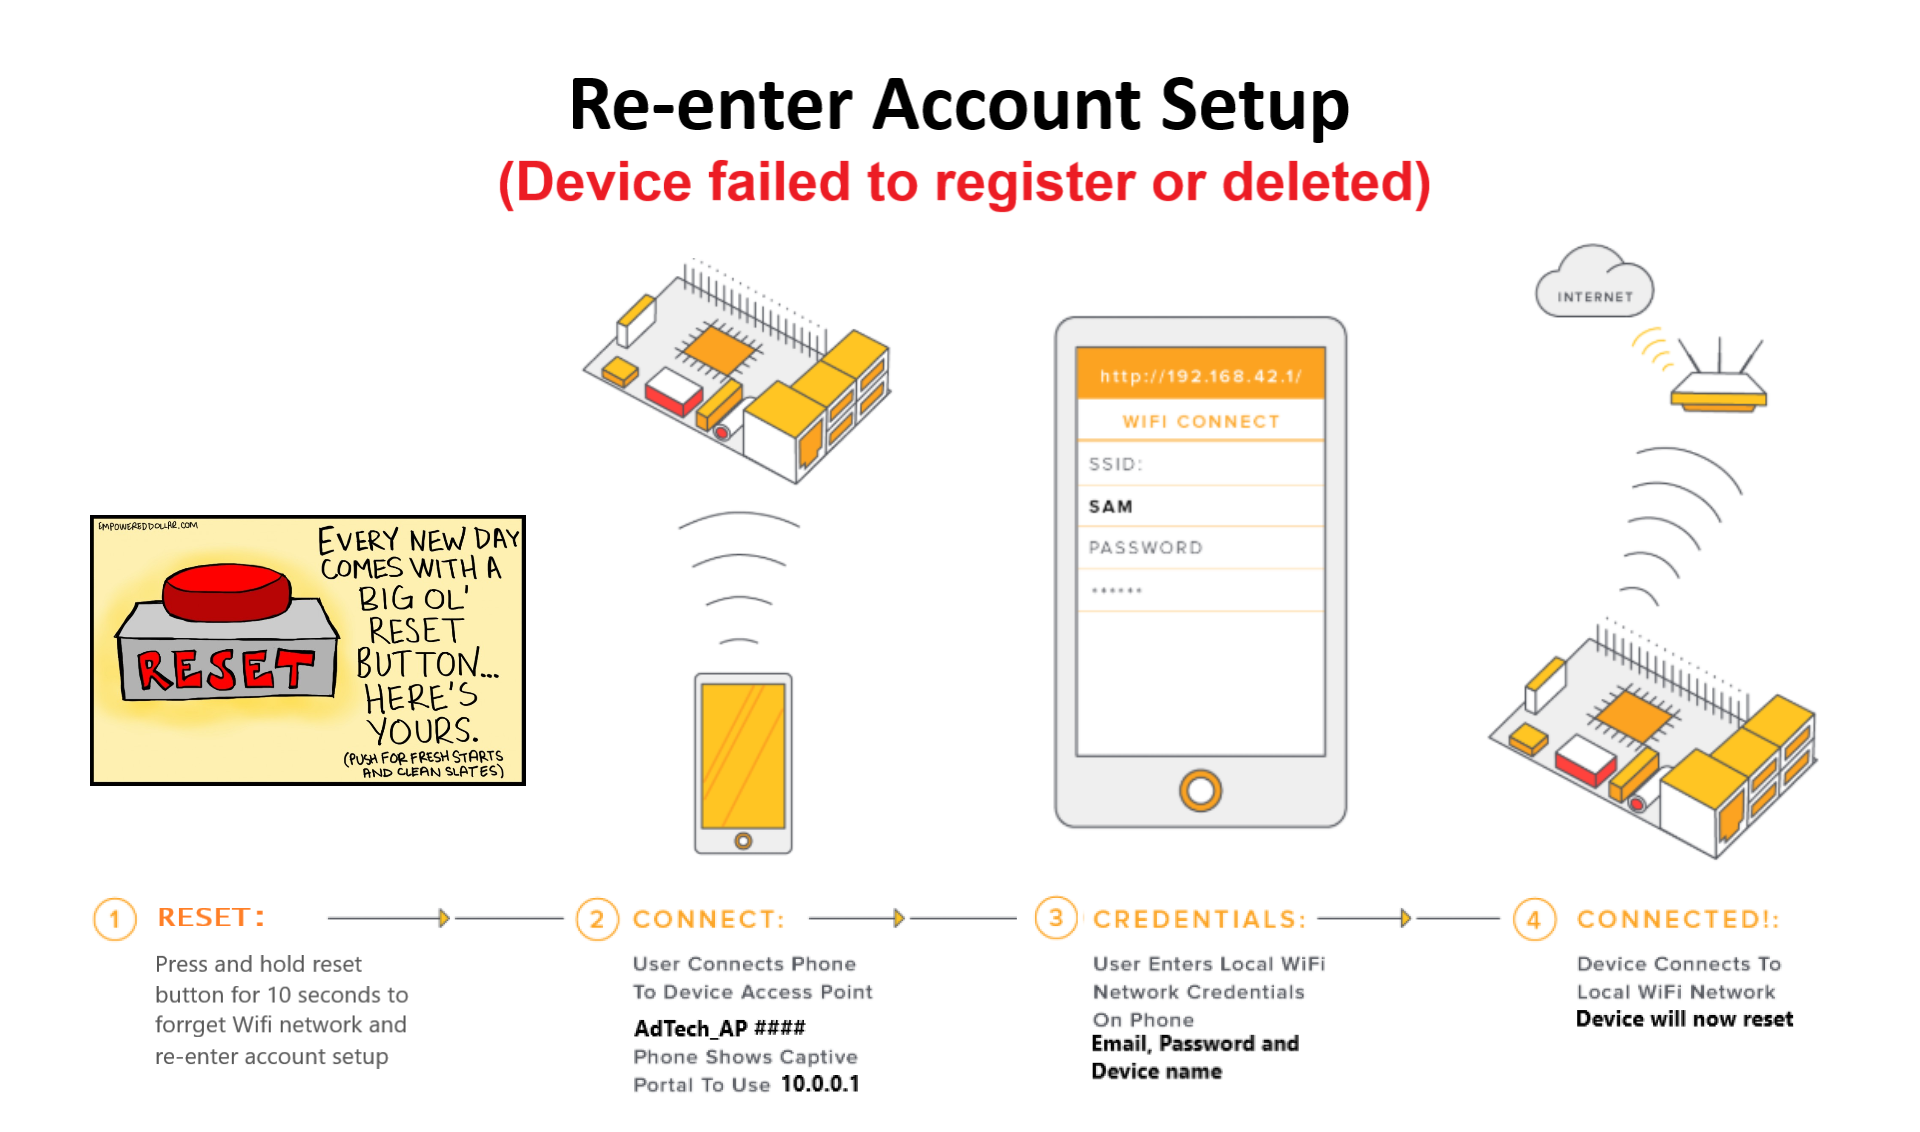 Re-enter Account Setup
(Device failed to register or deleted)
INTERNET
http://192.168.42.1/
WIFI CONNECT
SSID:
SAM
PASSWORD
******
EMPOWEREDDOLLAR.COM
EVERY NEW DAY
COMES WITH A
BIG OL'
RESET
BUTTON...
HERE'S
YOURS.
(PUSH FOR FRESH STARTS
AND CLEAN SLATES)
RESET
1 RESET:
Press and hold reset
button for 10 seconds to
forrget Wifi network and
re-enter account setup
2 CONNECT:
User Connects Phone
To Device Access Point
AdTech_AP ####
Phone Shows Captive
Portal To Use 10.0.0.1
3 CREDENTIALS:
User Enters Local WiFi
Network Credentials
On Phone
Email, Password and
Device name
4 CONNECTED!:
Device Connects To
Local WiFi Network
Device will now reset